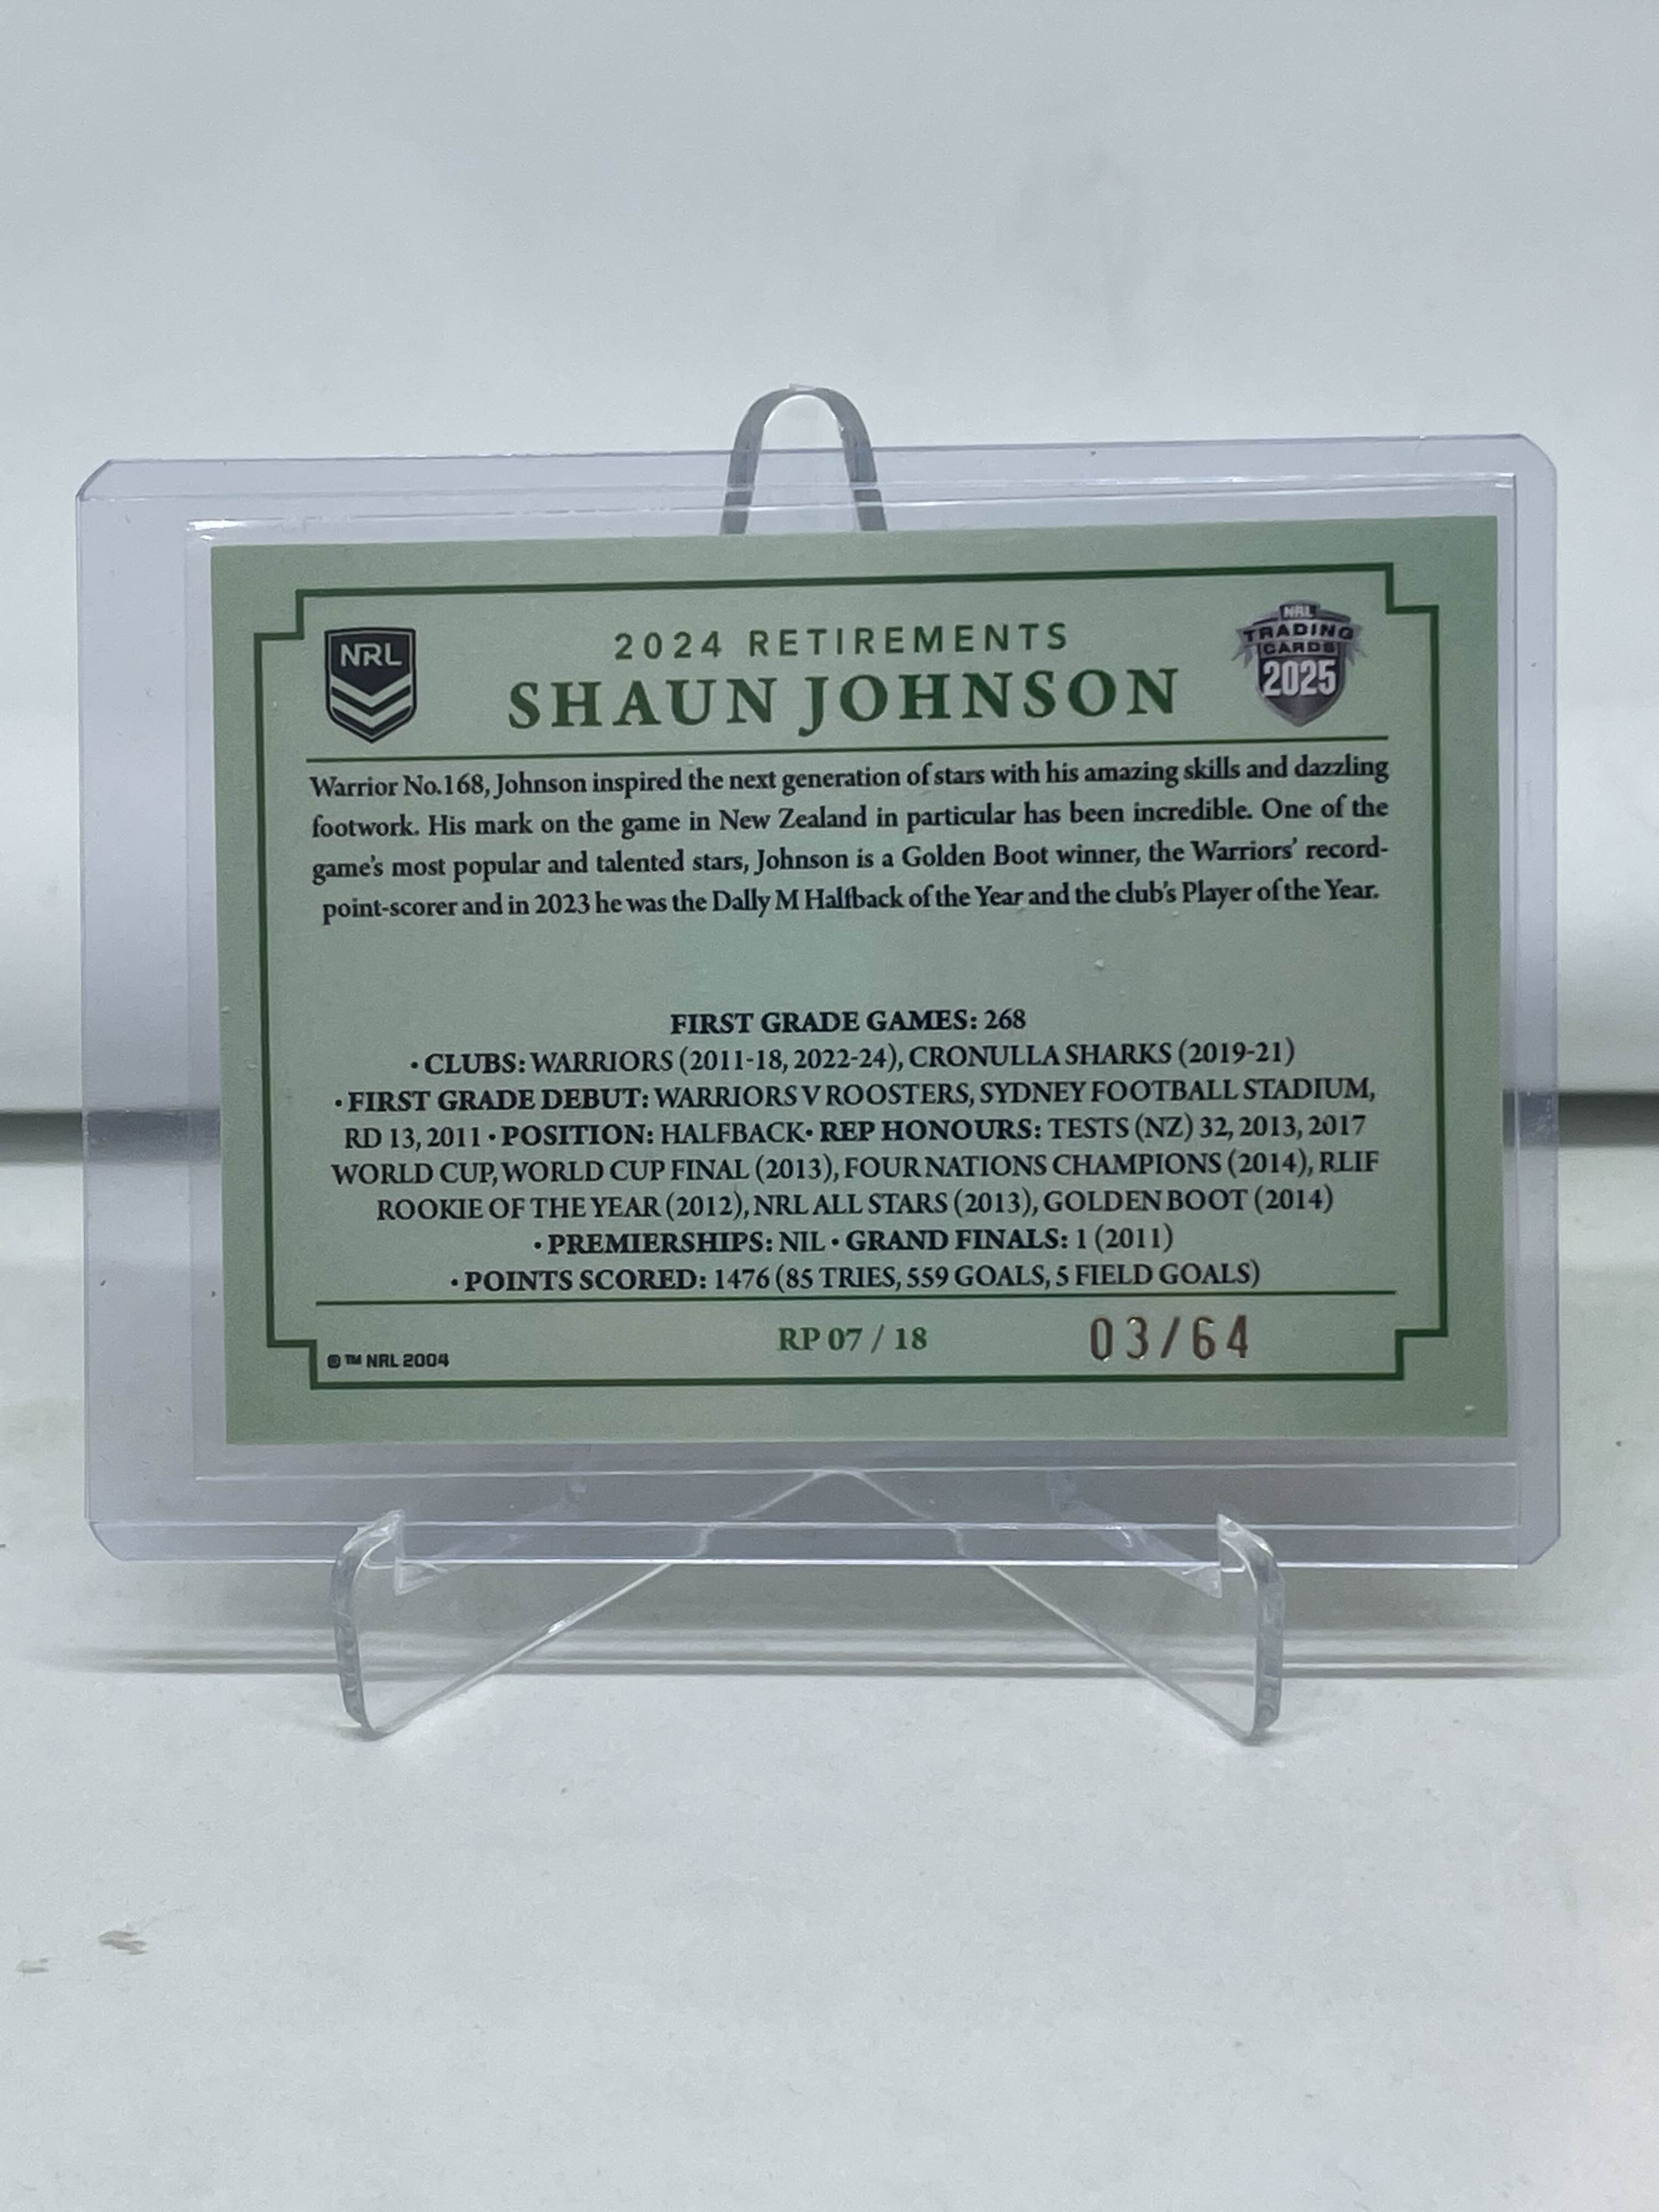 NRL
2024 RETIREMENTS
NRL
TRADING
CARDS
2025
SHAUN JOHNSON
Warrior No.168, Johnson inspired the next generation of stars with his amazing skills and dazzling
footwork. His mark on the game in New Zealand in particular has been incredible. One of the
game's most popular and talented stars, Johnson is a Golden Boot winner, the Warriors' record-
point-scorer and in 2023 he was the Dally M Halfback of the Year and the club's Player of the Year.
FIRST GRADE GAMES: 268
• CLUBS: WARRIORS (2011-18, 2022-24), CRONULLA SHARKS (2019-21)
• FIRST GRADE DEBUT: WARRIORS V ROOSTERS, SYDNEY FOOTBALL STADIUM,
RD 13, 2011 • POSITION: HALFBACK• REP HONOURS: TESTS (NZ) 32, 2013, 2017
WORLD CUP, WORLD CUP FINAL (2013), FOUR NATIONS CHAMPIONS (2014), RLIF
ROOKIE OF THE YEAR (2012), NRL ALL STARS (2013), GOLDEN BOOT (2014)
• PREMIERSHIPS: NIL • GRAND FINALS: 1 (2011)
• POINTS SCORED: 1476 (85 TRIES, 559 GOALS, 5 FIELD GOALS)
© ™ NRL 2004
RP 07 / 18
03/64